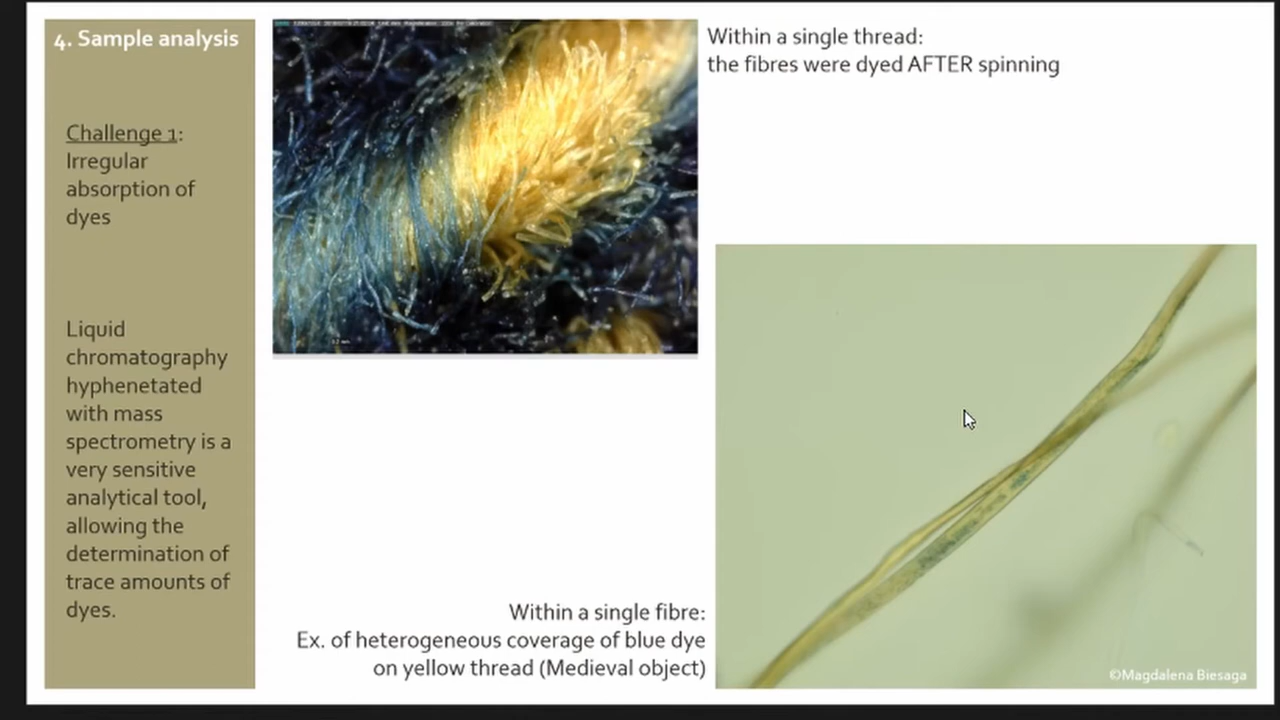 4. Sample analysis
Challenge 1:
Irregular
absorption of
dyes
Liquid
chromatography
hyphenetated
with mass
spectrometry is a
very sensitive
analytical tool,
allowing the
determination of
trace amounts of
dyes.
Within a single thread:
the fibres were dyed AFTER spinning
Within a single fibre:
Ex. of heterogeneous coverage of blue dye
on yellow thread (Medieval object)
©Magdalena Biesaga